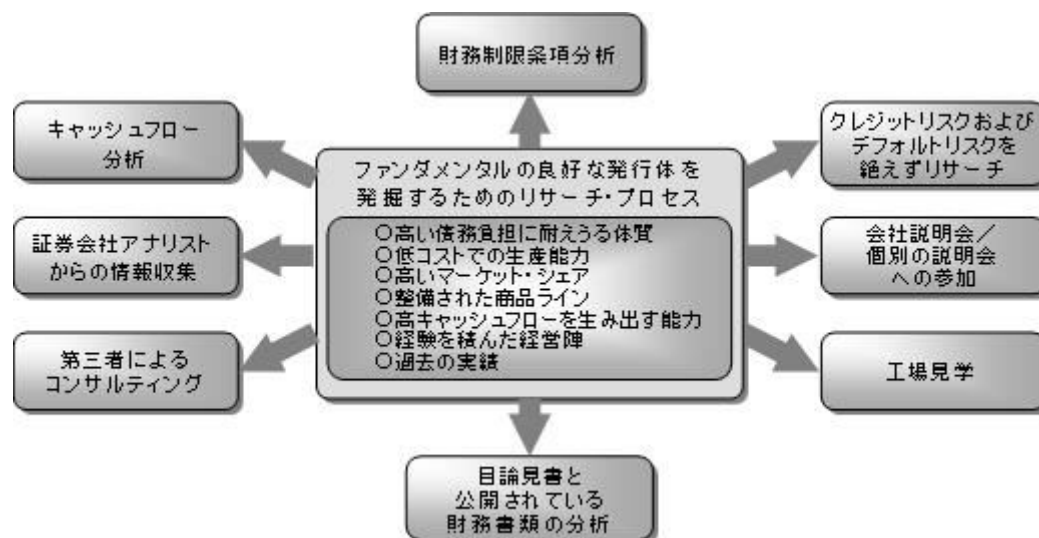 財務制限条項分析
キャッシュフロー
分析
クレジットリスクおよび
デフォルトリスクを
絶えずリサーチ
ファンダメンタルの良好な発行体を
発掘するためのリサーチ・プロセス
○高い債務負担に耐えうる体質
○低コストでの生産能力
○高いマーケット・シェア
○整備された商品ライン
○高キャッシュフローを生み出す能力
○経験を積んだ経営陣
○過去の実績
証券会社アナリスト
からの情報収集
会社説明会／
個別の説明会
への参加
第三者による
コンサルティング
工場見学
目論見書と
公開されている
財務書類の分析